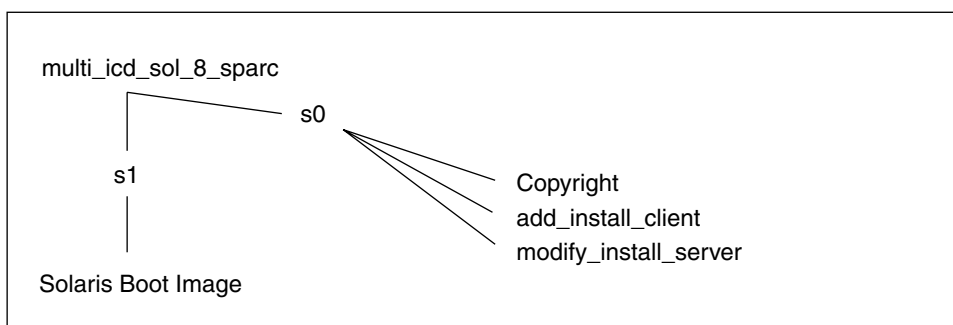 multi_icd_sol_8_sparc
s0
s1
Copyright
add_install_client
modify_install_server
Solaris Boot Image